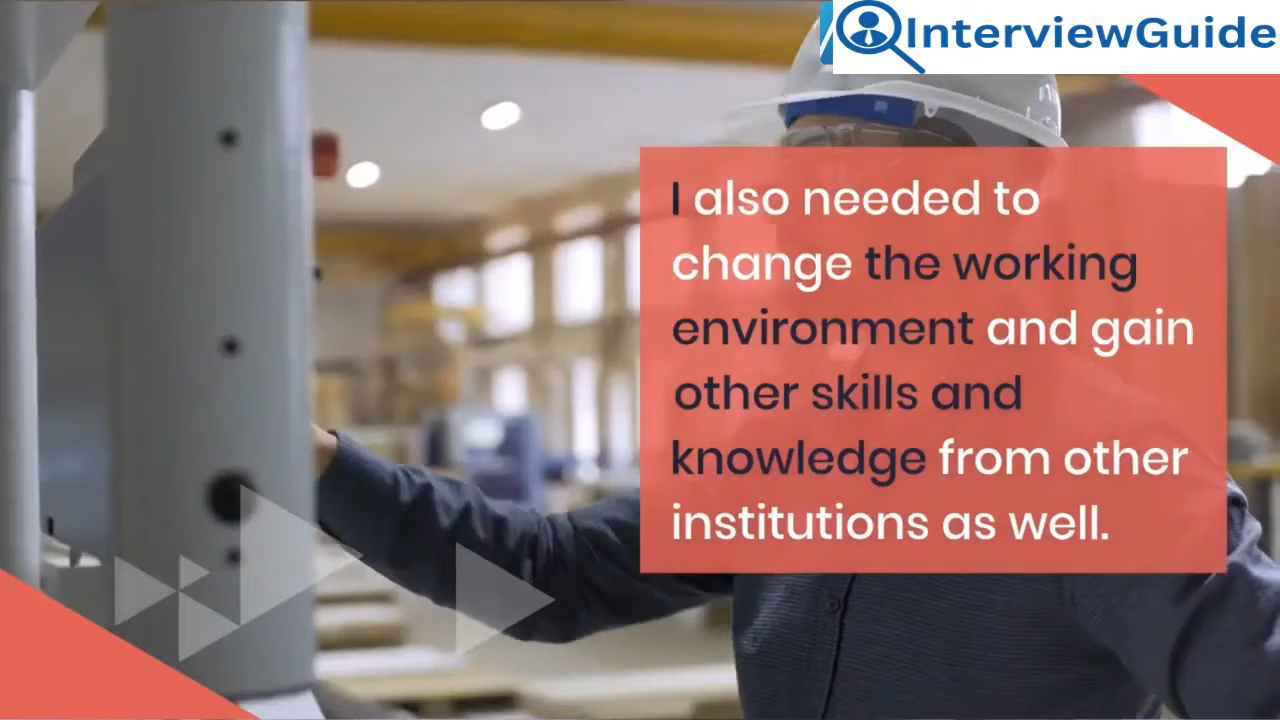 InterviewGuide
I also needed to
change the working
environment and gain
other skills and
knowledge from other
institutions as well.